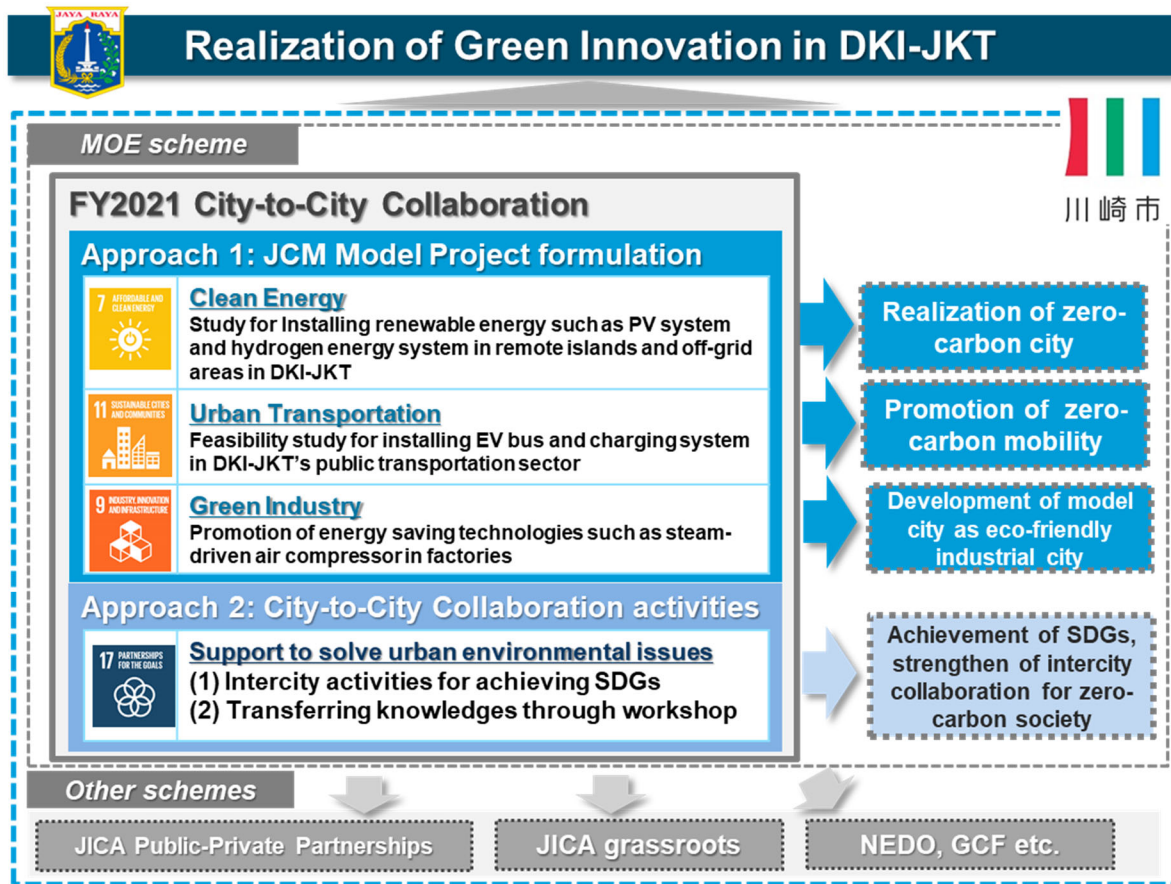 JAYA RAYA
Realization of Green Innovation in DKI-JKT
MOE scheme
川崎市
FY2021 City-to-City Collaboration
Approach 1: JCM Model Project formulation
7 AFFORDABLE AND
CLEAN ENERGY
Clean Energy
Study for Installing renewable energy such as PV system
and hydrogen energy system in remote islands and off-grid
areas in DKI-JKT
Realization of zero-
carbon city
11 SUSTAINABLE CITIES
AND COMMUNITIES
Urban Transportation
Feasibility study for installing EV bus and charging system
in DKI-JKT's public transportation sector
Promotion of zero-
carbon mobility
9 INDUSTRY, INNOVATION
AND INFRASTRUCTURE
Green Industry
Promotion of energy saving technologies such as steam-
driven air compressor in factories
Development of model
city as eco-friendly
industrial city
Approach 2: City-to-City Collaboration activities
17 PARTNERSHIPS
FOR THE GOALS
Support to solve urban environmental issues
(1) Intercity activities for achieving SDGs
(2) Transferring knowledges through workshop
Achievement of SDGs,
strengthen of intercity
collaboration for zero-
carbon society
Other schemes
JICA Public-Private Partnerships
JICA grassroots
NEDO, GCF etc.